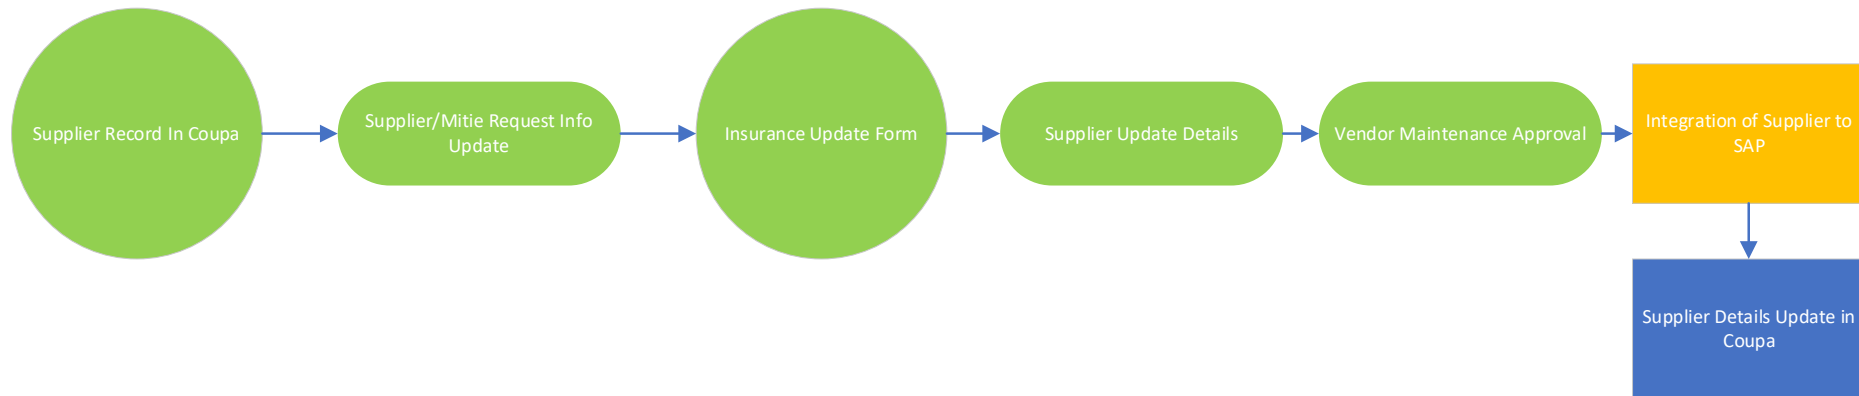 Supplier Record In Coupa
Supplier/Mitie Request Info
Update
Insurance Update Form
Supplier Update Details
Vendor Maintenance Approval
Integration of Supplier to
SAP
Supplier Details Update in
Coupa